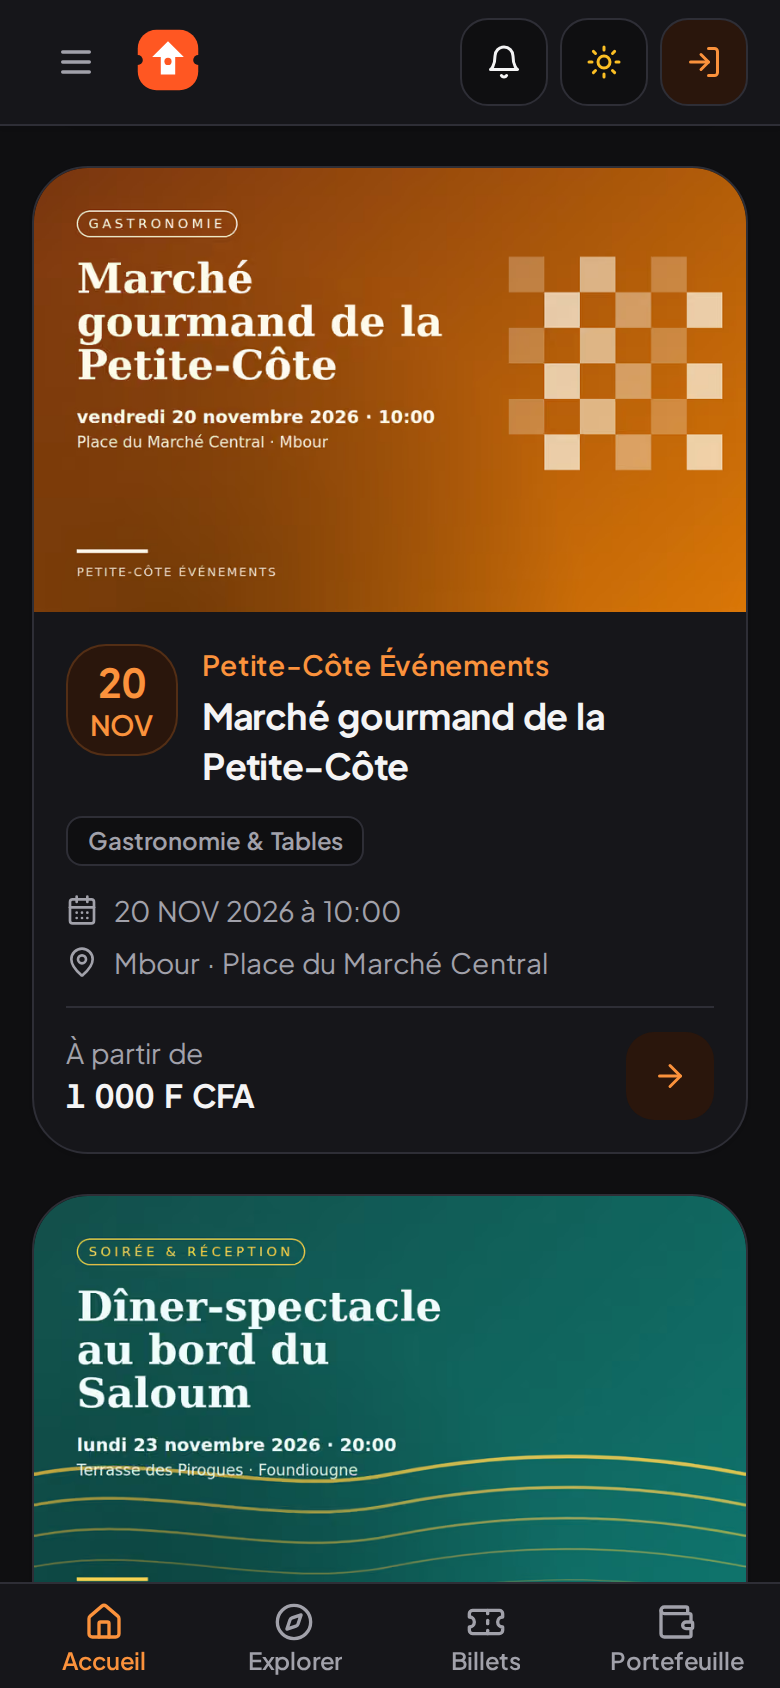 GASTRONOMIE
Marché
gourmand de la
Petite-Côte
vendredi 20 novembre 2026 · 10:00
Place du Marché Central · Mbour
PETITE-CÔTE ÉVÉNEMENTS
20
NOV
Petite-Côte Événements
Marché gourmand de la
Petite-Côte
Gastronomie & Tables
20 NOV 2026 à 10:00
Mbour · Place du Marché Central
À partir de
1 000 F CFA
SOIRÉE & RÉCEPTION
Dîner-spectacle
au bord du
Saloum
lundi 23 novembre 2026 · 20:00
Terrasse des Pirogues · Foundiougne
Accueil
Explorer
Billets
Portefeuille